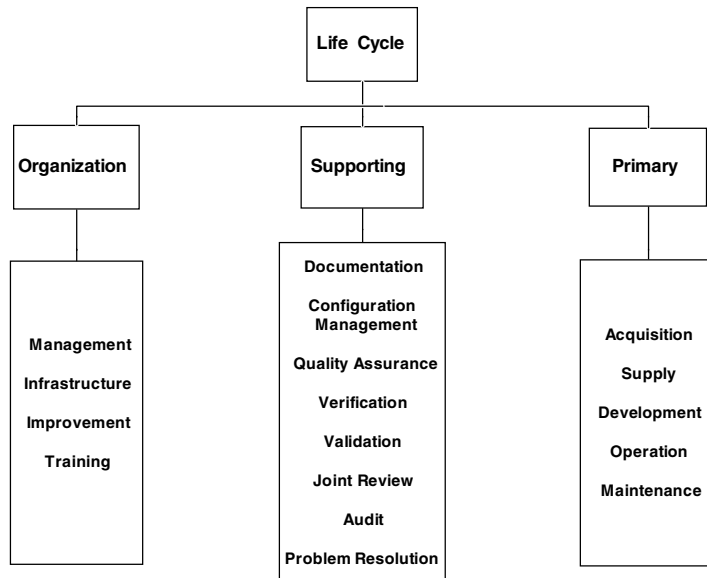 Life Cycle
Organization
Supporting
Primary
Management
Infrastructure
Improvement
Training
Documentation
Configuration
Management
Quality Assurance
Verification
Validation
Joint Review
Audit
Problem Resolution
Acquisition
Supply
Development
Operation
Maintenance